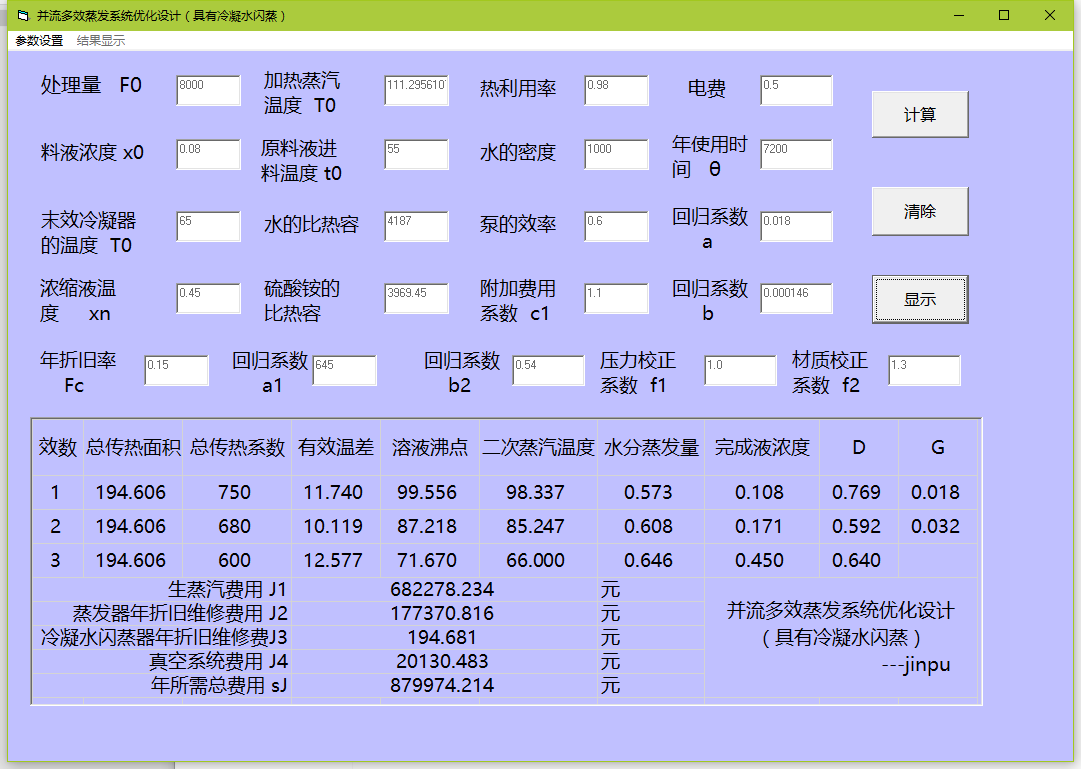 并流多效蒸发系统优化设计（具有冷凝水闪蒸）
参数设置 结果显示
处理量 F0 8000 加热蒸汽温度 T0 111.295610 热利用率 0.98 电费 0.5 计算
料液浓度 x0 0.08 原料液进料温度 t0 55 水的密度 1000 年使用时间 θ 7200
末效冷凝器的温度 T0 65 水的比热容 4187 泵的效率 0.6 回归系数 a 0.018 清除
浓缩液温度 xn 0.45 硫酸铵的比热容 3969.45 附加费用系数 c1 1.1 回归系数 b 0.000146 显示
年折旧率 Fc 0.15 回归系数 a1 645 回归系数 b2 0.54 压力校正系数 f1 1.0 材质校正系数 f2 1.3
效数 总传热面积 总传热系数 有效温差 溶液沸点 二次蒸汽温度 水分蒸发量 完成液浓度 D G
1 194.606 750 11.740 99.556 98.337 0.573 0.108 0.769 0.018
2 194.606 680 10.119 87.218 85.247 0.608 0.171 0.592 0.032
3 194.606 600 12.577 71.670 66.000 0.646 0.450 0.640
生蒸汽费用 J1 682278.234 元
蒸发器年折旧维修费用 J2 177370.816 元
冷凝水闪蒸器年折旧维修费J3 194.681 元
真空系统费用 J4 20130.483 元
年所需总费用 sJ 879974.214 元
并流多效蒸发系统优化设计
（具有冷凝水闪蒸）
---jinpu